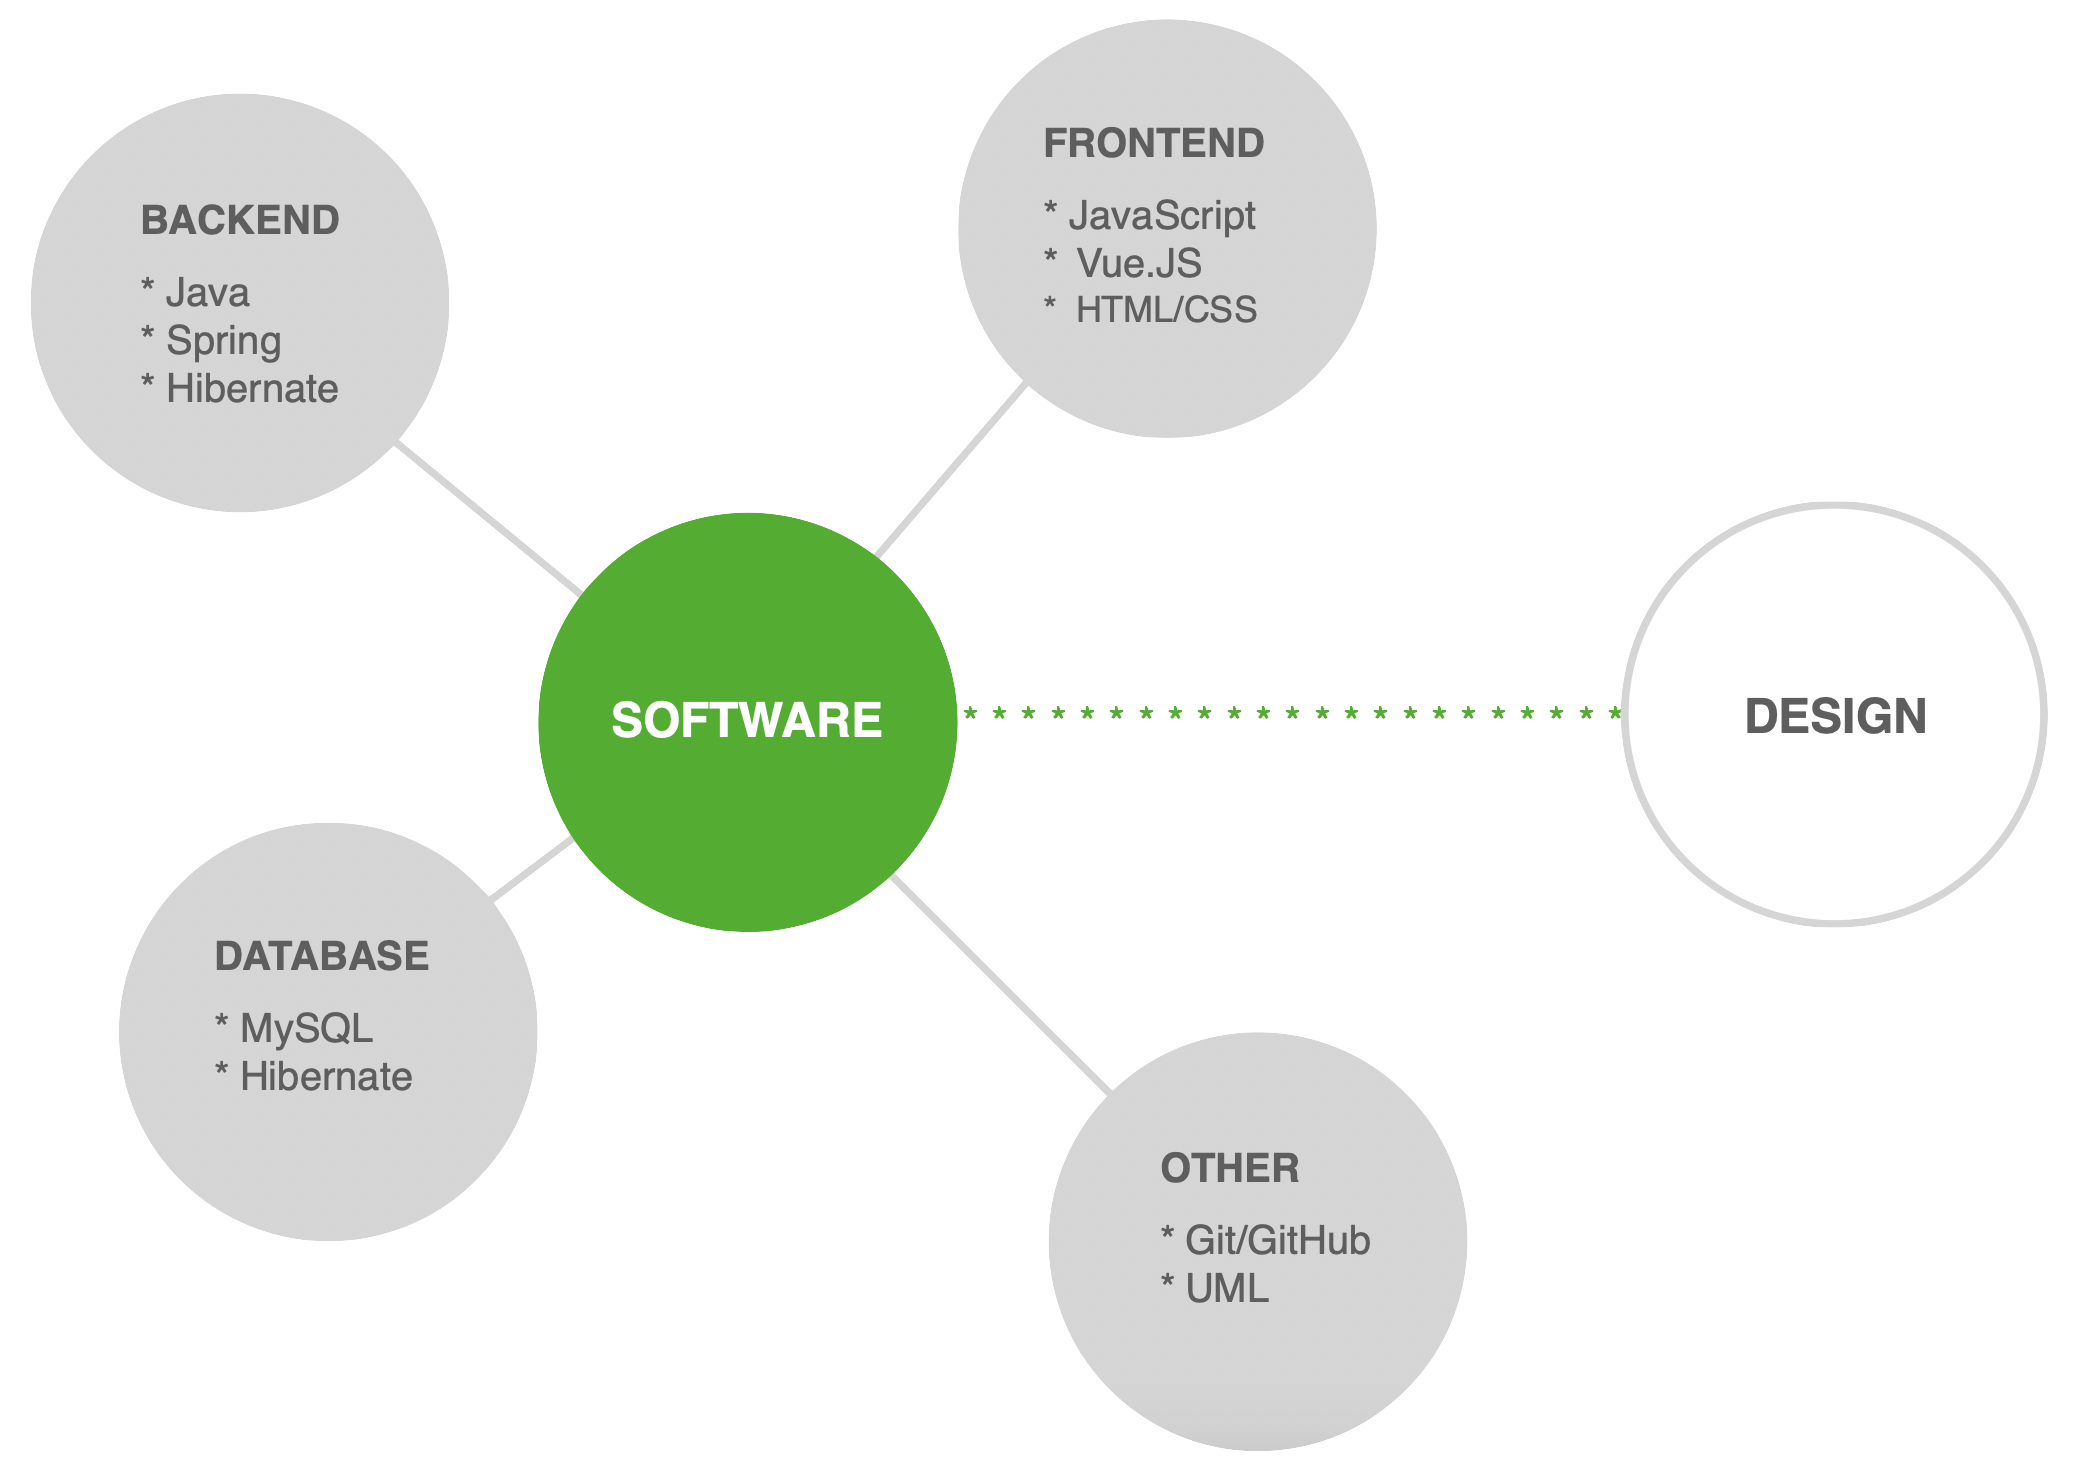 BACKEND
* Java
* Spring
* Hibernate
FRONTEND
* JavaScript
* Vue.JS
* HTML/CSS
SOFTWARE
* * * * * * * * * * * * * * * * * * * * * * *
DESIGN
DATABASE
* MySQL
* Hibernate
OTHER
* Git/GitHub
* UML